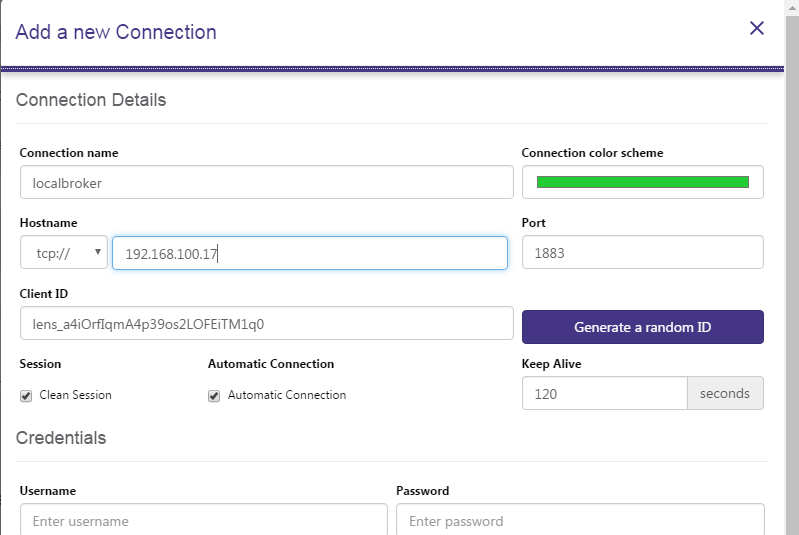 Add a new Connection
Connection Details
Connection name
Connection color scheme
localbroker
Hostname
Port
tcp://
192.168.100.17
1883
Client ID
lens_a4iOrfIqmA4p39os2LOFEiTM1q0
Generate a random ID
Session
Automatic Connection
Keep Alive
Clean Session
Automatic Connection
120
seconds
Credentials
Username
Password
Enter username
Enter password